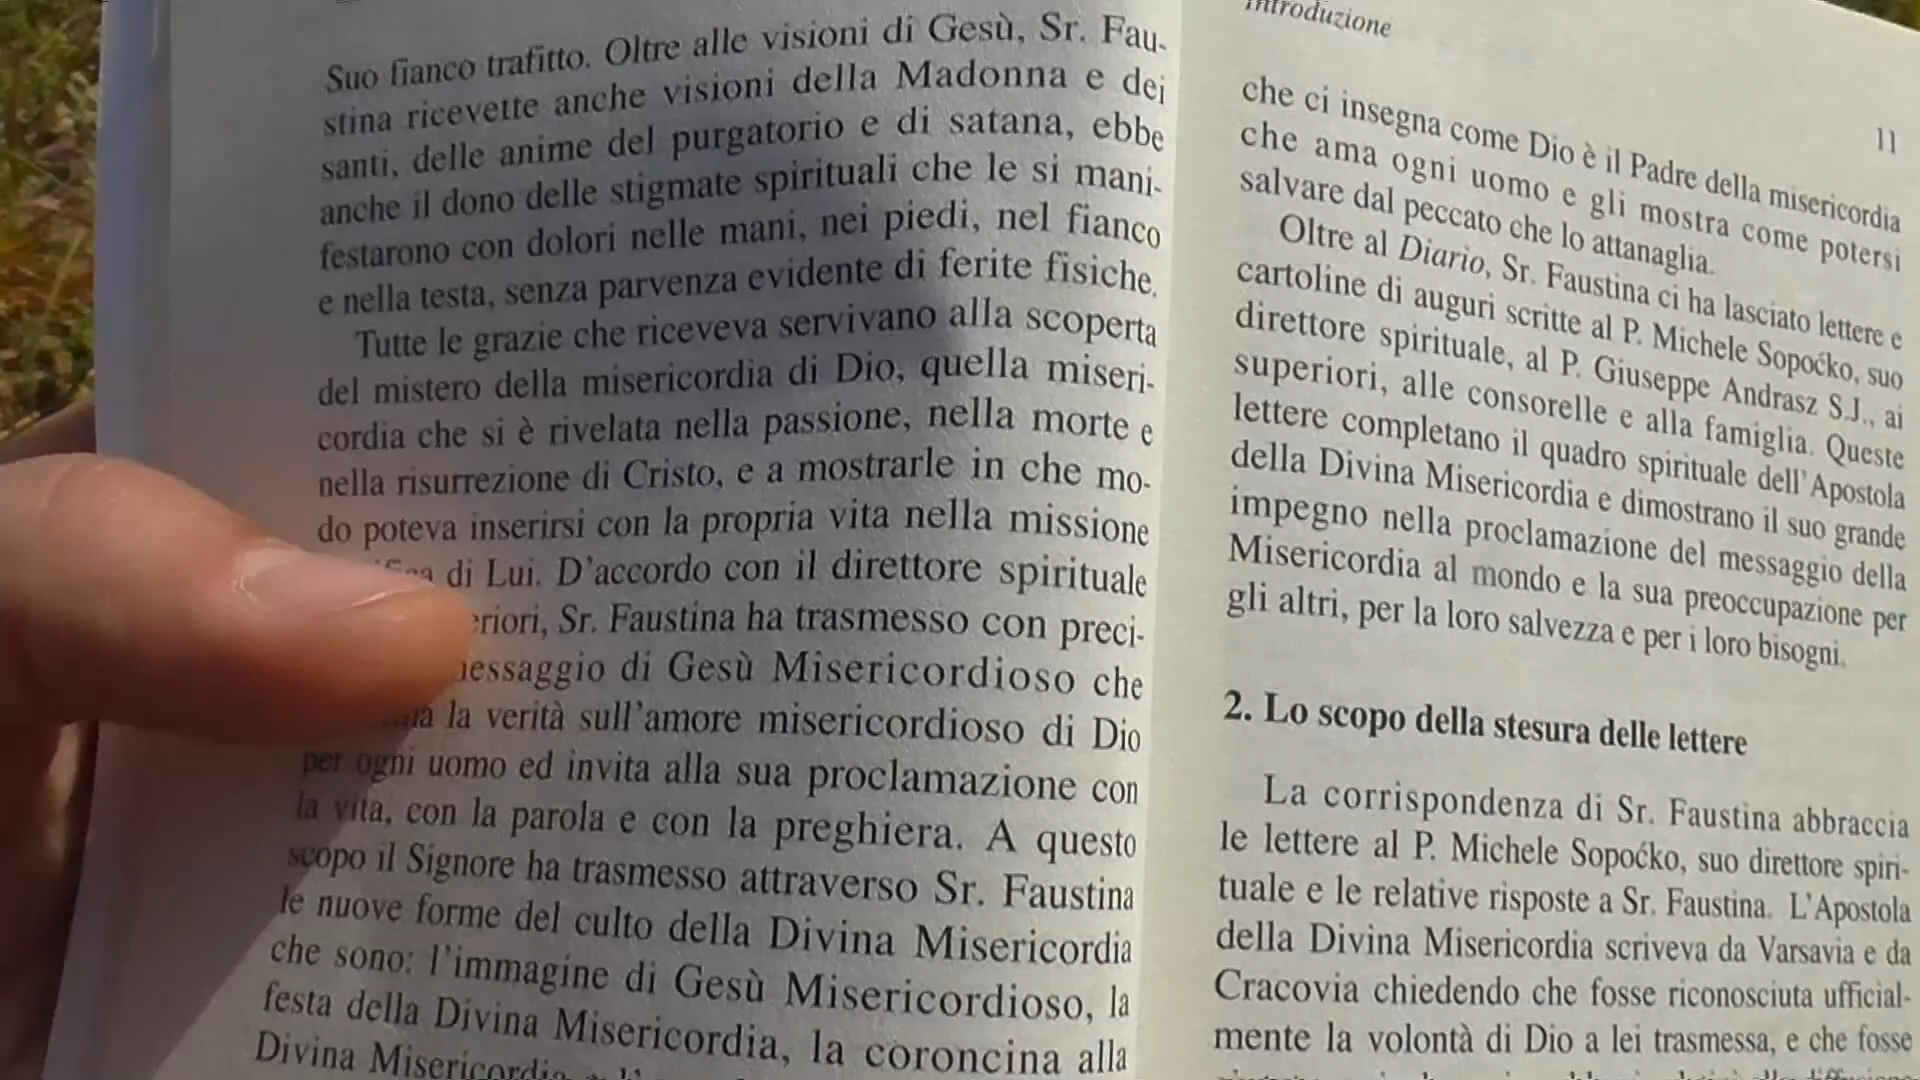 Suo fianco trafitto. Oltre alle visioni di Gesù, Sr. Fau-
stina ricevette anche visioni della Madonna e dei
santi, delle anime del purgatorio e di satana, ebbe
anche il dono delle stigmate spirituali che le si mani-
festarono con dolori nelle mani, nei piedi, nel fianco
e nella testa, senza parvenza evidente di ferite fisiche.
Tutte le grazie che riceveva servivano alla scoperta
del mistero della misericordia di Dio, quella miseri-
cordia che si è rivelata nella passione, nella morte e
nella risurrezione di Cristo, e a mostrarle in che mo-
do poteva inserirsi con la propria vita nella missione
di Lui. D'accordo con il direttore spirituale
Sr. Faustina ha trasmesso con preci-
di Gesù Misericordioso che
la verità sull'amore misericordioso di Dio
per ogni uomo ed invita alla sua proclamazione con
la vita, con la parola e con la preghiera. A questo
scopo il Signore ha trasmesso attraverso Sr. Faustina
le nuove forme del culto della Divina Misericordia
che sono: l'immagine di Gesù Misericordioso, la
festa della Divina Misericordia, la coroncina alla
Divina
Introduzione
11
che ci insegna come Dio è il Padre della misericordia
che ama ogni uomo e gli mostra come potersi
salvare dal peccato che lo attanaglia.
Oltre al Diario, Sr. Faustina ci ha lasciato lettere e
cartoline di auguri scritte al P. Michele Sopoćko, suo
direttore spirituale, al P. Giuseppe Andrasz S.J., ai
superiori, alle consorelle e alla famiglia. Queste
lettere completano il quadro spirituale dell'Apostola
della Divina Misericordia e dimostrano il suo grande
impegno nella proclamazione del messaggio della
Misericordia al mondo e la sua preoccupazione per
gli altri, per la loro salvezza e per i loro bisogni.
2. Lo scopo della stesura delle lettere
La corrispondenza di Sr. Faustina abbraccia
le lettere al P. Michele Sopoćko, suo direttore spiri-
tuale e le relative risposte a Sr. Faustina. L'Apostola
della Divina Misericordia scriveva da Varsavia e da
Cracovia chiedendo che fosse riconosciuta ufficial-
mente la volontà di Dio a lei trasmessa, e che fosse